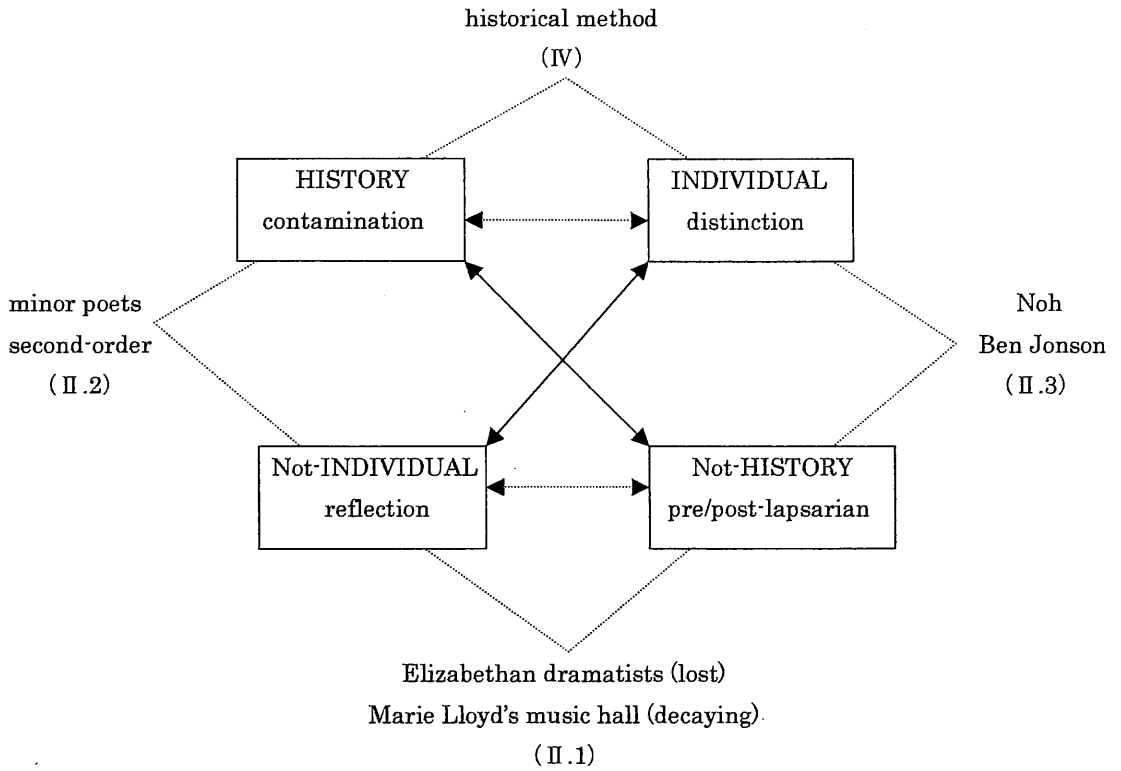 historical method
(Ⅳ)
HISTORY
contamination
INDIVIDUAL
distinction
minor poets
second-order
(Ⅱ.2)
Noh
Ben Jonson
(Ⅱ.3)
Not-INDIVIDUAL
reflection
Not-HISTORY
pre/post-lapsarian
Elizabethan dramatists (lost)
Marie Lloyd's music hall (decaying)
(Ⅱ.1)